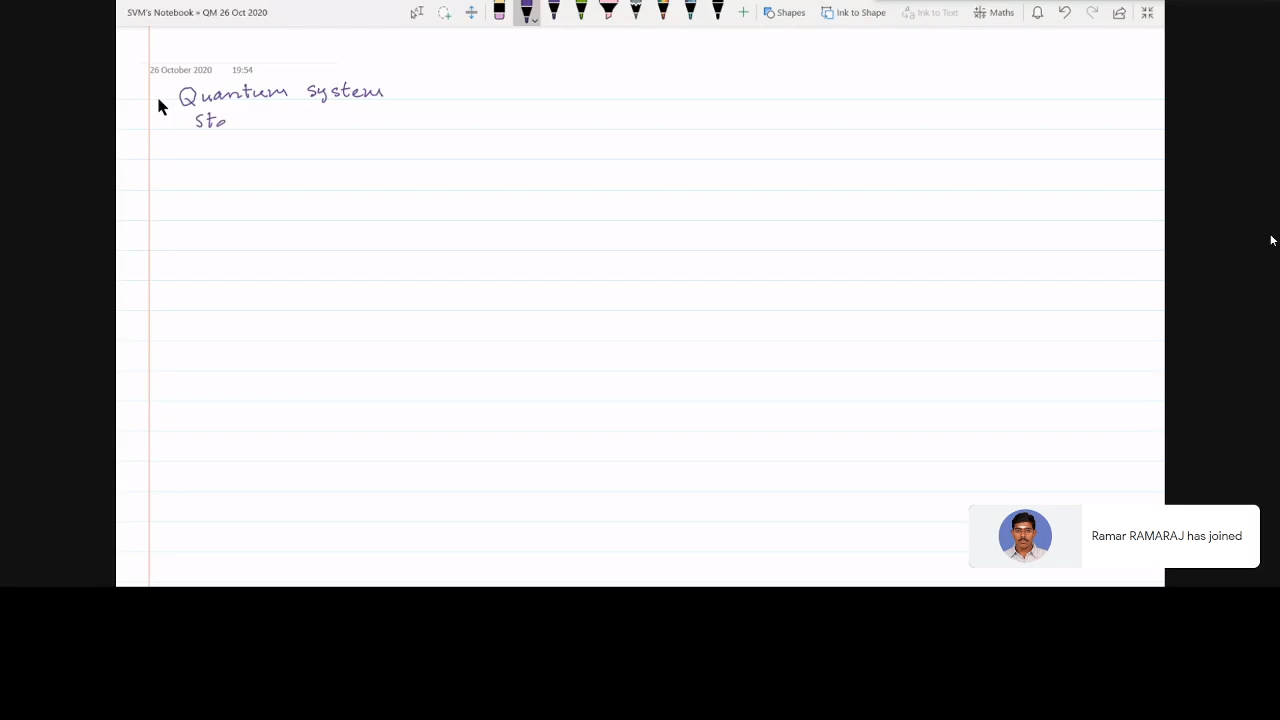 SVM's Notebook » QM 26 Oct 2020
Shapes
Ink to Shape
Ink to Text
Maths
26 October 2020 19:54
Quantum system
sta
Ramar RAMARAJ has joined